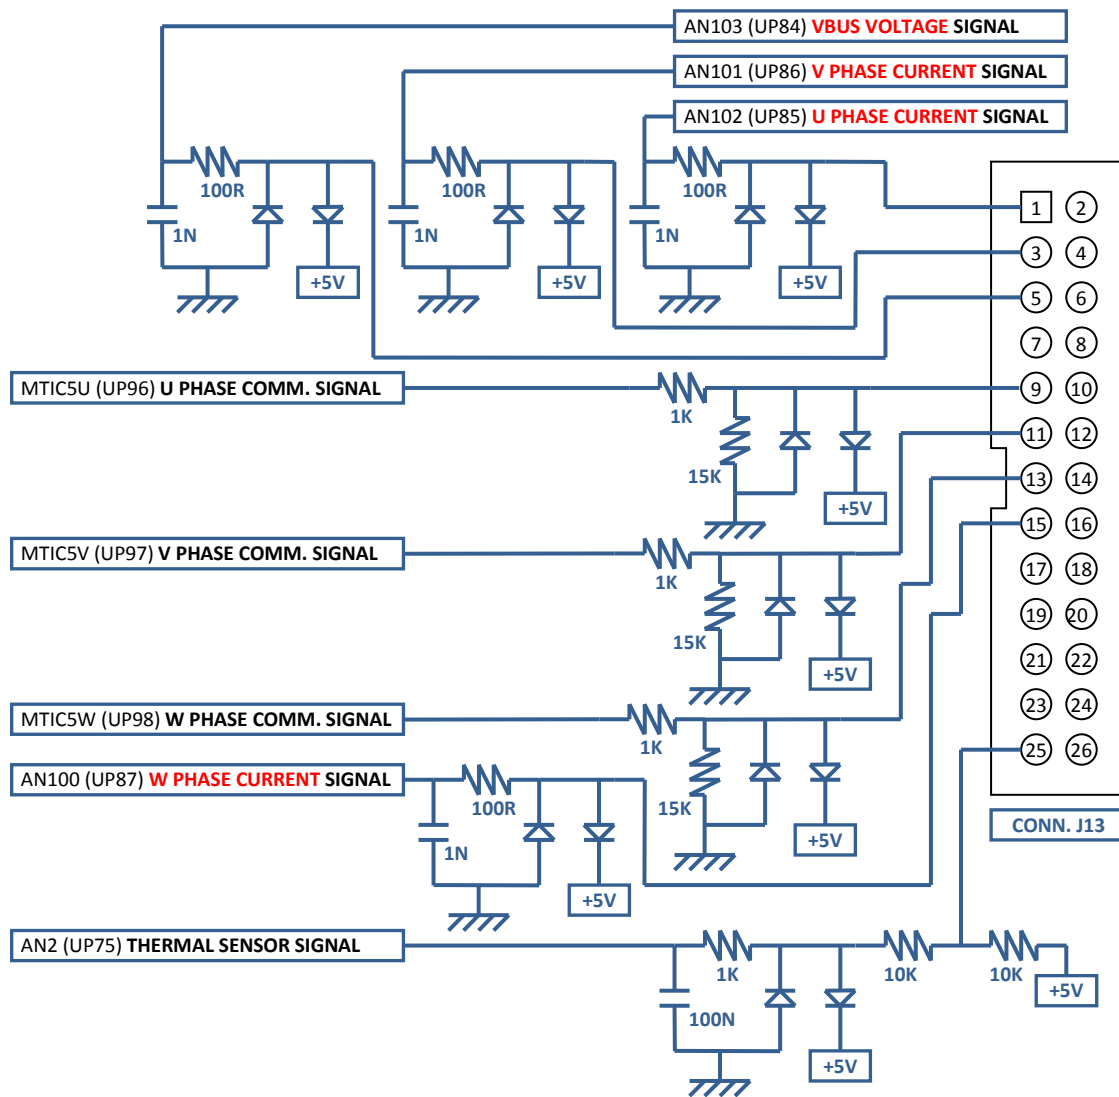 AN103 (UP84) VBUS VOLTAGE SIGNAL
AN101 (UP86) V PHASE CURRENT SIGNAL
AN102 (UP85) U PHASE CURRENT SIGNAL
100R 100R 100R
1N 1N 1N
+5V +5V +5V
1 2
3 4
5 6
7 8
MTIC5U (UP96) U PHASE COMM. SIGNAL
1K
9 10
11 12
15K
+5V
13 14
15 16
MTIC5V (UP97) V PHASE COMM. SIGNAL
1K
17 18
15K
+5V
19 20
21 22
MTIC5W (UP98) W PHASE COMM. SIGNAL
1K
23 24
25 26
AN100 (UP87) W PHASE CURRENT SIGNAL
100R
15K
1N
+5V
CONN. J13
+5V
AN2 (UP75) THERMAL SENSOR SIGNAL
1K 10K 10K
+5V
100N
+5V